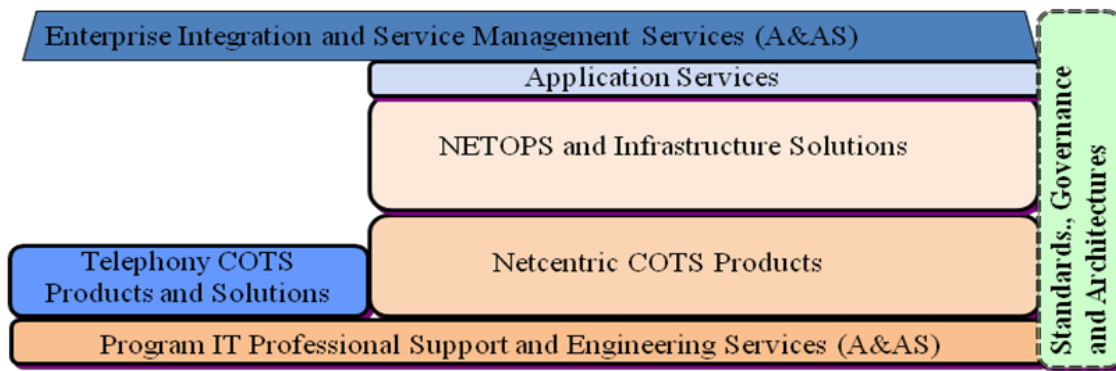 Enterprise Integration and Service Management Services (A&AS)
Application Services
NETOPS and Infrastructure Solutions
Netcentric COTS Products
Telephony COTS
Products and Solutions
Program IT Professional Support and Engineering Services (A&AS)
Standards., Governance
and Architectures